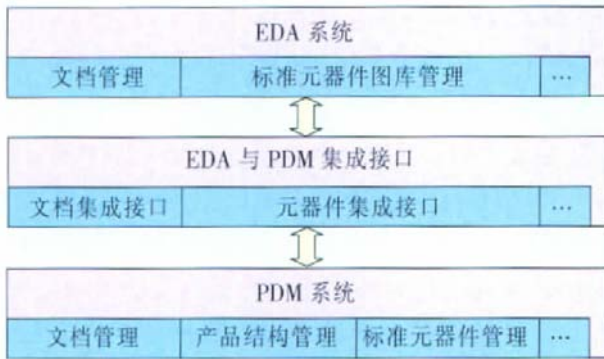 EDA 系统
文档管理 标准元器件图库管理 …
EDA 与 PDM 集成接口
文档集成接口 元器件集成接口 …
PDM 系统
文档管理 产品结构管理 标准元器件管理 …